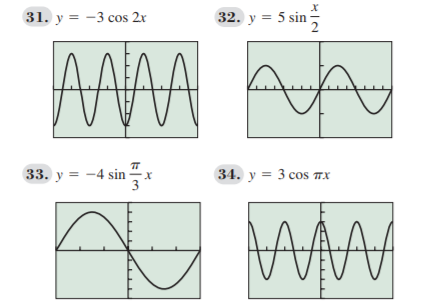 31. y = −3 cos 2x
32. y = 5 sin x/2
33. y = −4 sin π/3 x
34. y = 3 cos πx